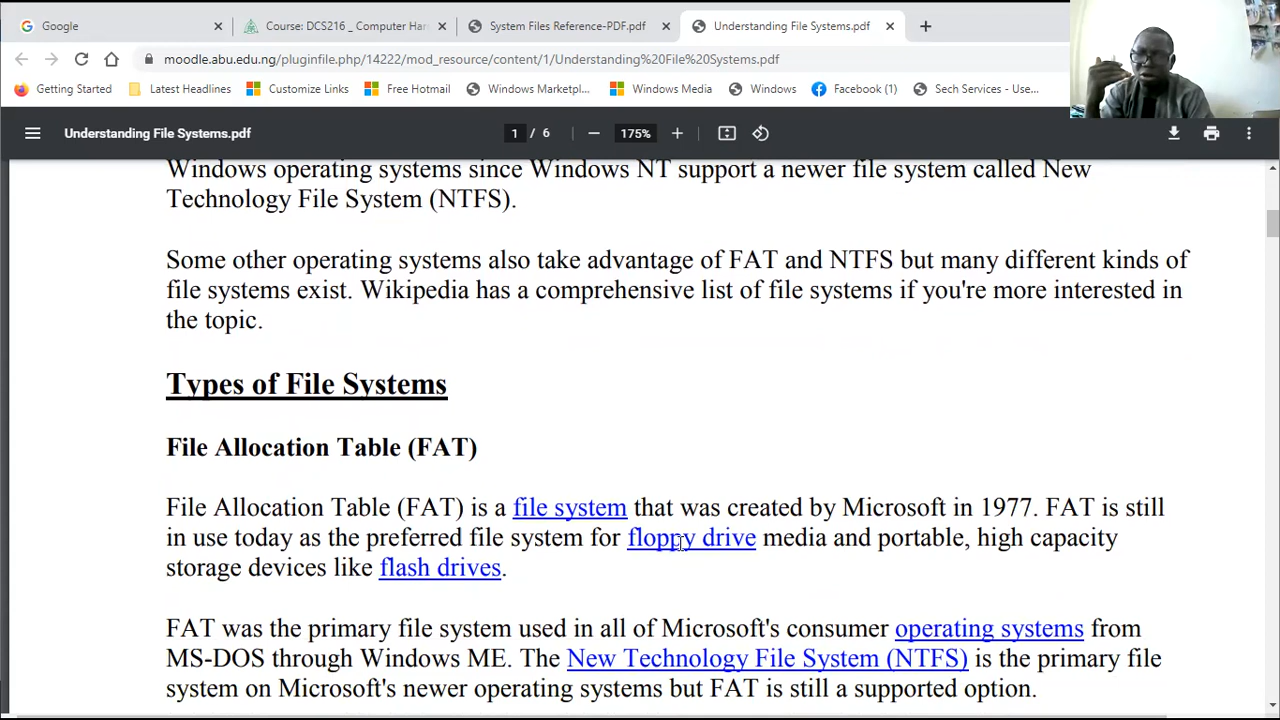 Google
Course: DCS216 _ Computer Har
System Files Reference-PDF.pdf
Understanding File Systems.pdf
moodle.abu.edu.ng/pluginfile.php/14222/mod_resource/content/1/Understanding%20File%20Systems.pdf
Getting Started
Latest Headlines
Customize Links
Free Hotmail
Windows Marketpl...
Windows Media
Windows
Facebook (1)
Sech Services - Use...
Understanding File Systems.pdf
1 / 6
175%
Windows operating systems since Windows NT support a newer file system called New
Technology File System (NTFS).
Some other operating systems also take advantage of FAT and NTFS but many different kinds of
file systems exist. Wikipedia has a comprehensive list of file systems if you're more interested in
the topic.
Types of File Systems
File Allocation Table (FAT)
File Allocation Table (FAT) is a file system that was created by Microsoft in 1977. FAT is still
in use today as the preferred file system for floppy drive media and portable, high capacity
storage devices like flash drives.
FAT was the primary file system used in all of Microsoft's consumer operating systems from
MS-DOS through Windows ME. The New Technology File System (NTFS) is the primary file
system on Microsoft's newer operating systems but FAT is still a supported option.